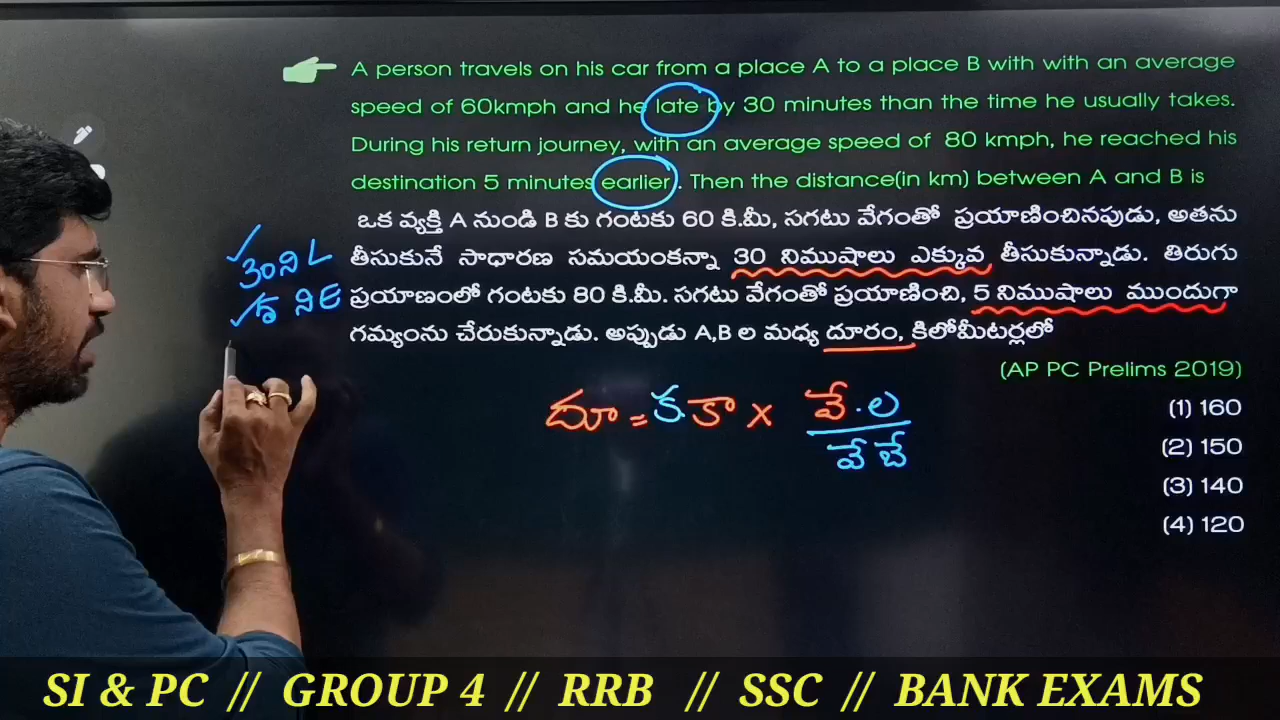 A person travels on his car from a place A to a place B with with an average
speed of 60kmph and he late by 30 minutes than the time he usually takes.
During his return journey, with an average speed of 80 kmph, he reached his
destination 5 minutes earlier. Then the distance(in km) between A and B is
ఒక వ్యక్తి A నుండి B కు గంటకు 60 కి.మీ, సగటు వేగంతో ప్రయాణించినపుడు, అతను
తీసుకునే సాధారణ సమయంకన్నా 30 నిముషాలు ఎక్కువ తీసుకున్నాడు. తిరుగు
ప్రయాణంలో గంటకు 80 కి.మీ. సగటు వేగంతో ప్రయాణించి, 5 నిముషాలు ముందుగా
గమ్యంను చేరుకున్నాడు. అప్పుడు A,B ల మధ్య దూరం, కిలోమీటర్లలో
(AP PC Prelims 2019)
(1) 160
(2) 150
(3) 140
(4) 120
30ని L
5 ని E
దూ = క.కా x వే.ల
వే బే
SI & PC // GROUP 4 // RRB // SSC // BANK EXAMS